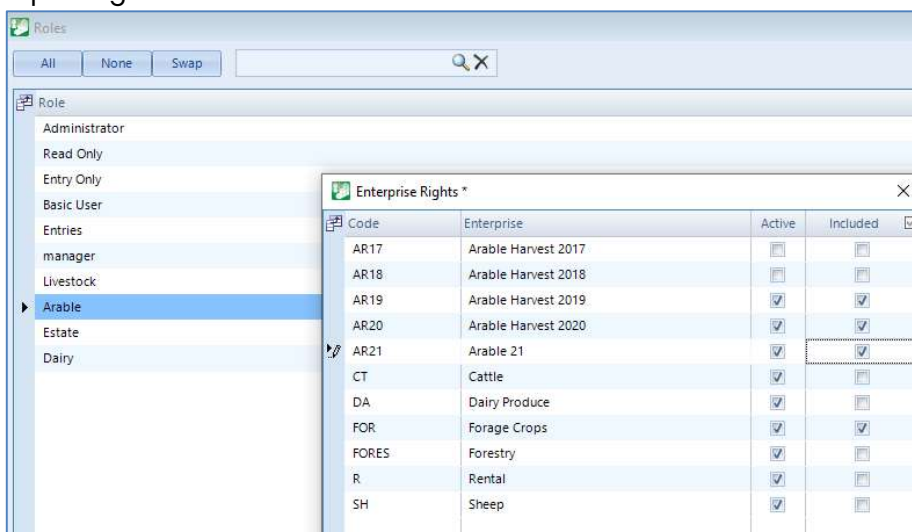 Roles
All None Swap
Role
Administrator
Read Only
Entry Only
Basic User
Entries
manager
Livestock
Arable
Estate
Dairy
Enterprise Rights *
Code Enterprise Active Included
AR17 Arable Harvest 2017
AR18 Arable Harvest 2018
AR19 Arable Harvest 2019
AR20 Arable Harvest 2020
AR21 Arable 21
CT Cattle
DA Dairy Produce
FOR Forage Crops
FORES Forestry
R Rental
SH Sheep